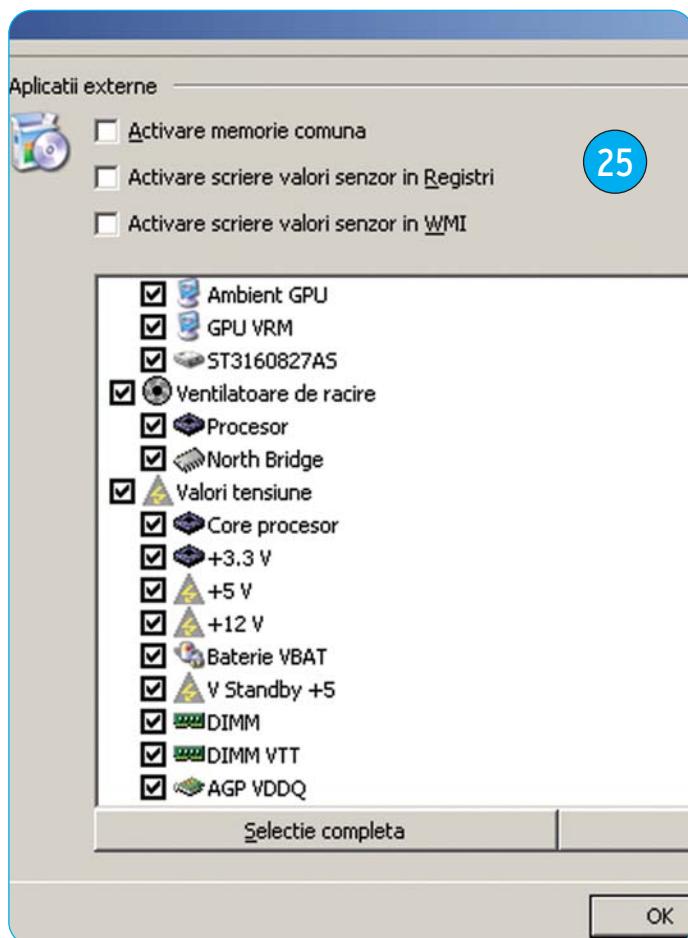 Aplicatii externe
Activare memorie comuna
Activare scriere valori senzor in Registri
25
Activare scriere valori senzor in WMI
Ambient GPU
GPU VRM
ST3160827AS
Ventilatoare de racire
Procesor
North Bridge
Valori tensiune
Core procesor
+3.3 V
+5 V
+12 V
Baterie VBAT
V Standby +5
DIMM
DIMM VTT
AGP VDDQ
Selectie completa
OK